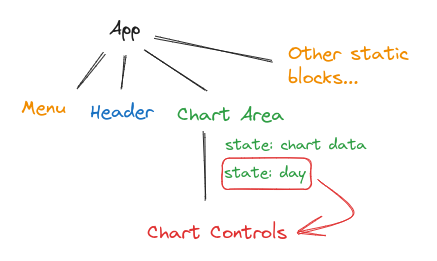 App
Other static
blocks...
Menu
Header
Chart Area
state: chart data
state: day
Chart Controls